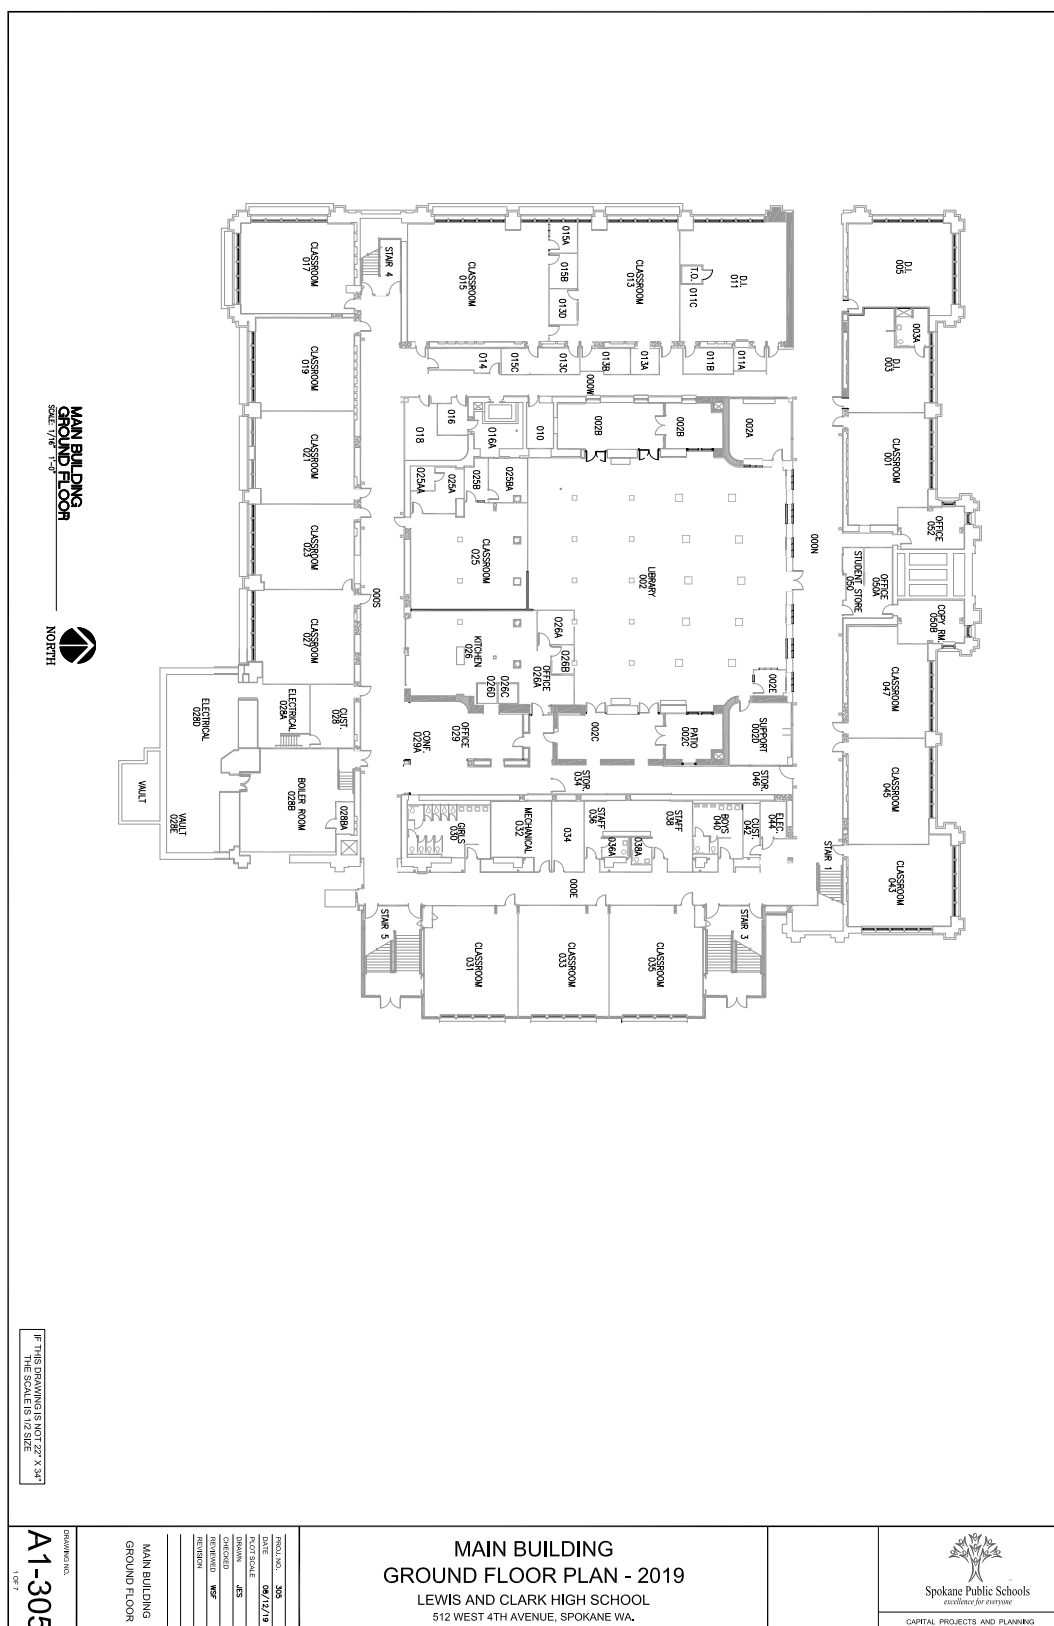 CLASSROOM
017
STAIR 4
CLASSROOM
015
015A
015B
013D
CLASSROOM
013
T.O.
011C
D.I.
011
D.I.
005
003A
D.I.
003
CLASSROOM
019
014
015C
013C
013B
013A
011B
011A
000W
CLASSROOM
021
018
016
016A
010
002B
002B
002A
CLASSROOM
001
025AA
025A
025B
025BA
CLASSROOM
023
CLASSROOM
025
LIBRARY
002
000N
OFFICE
052
OFFICE
050A
STUDENT STORE
050
COPY RM.
050B
000S
CLASSROOM
027
KITCHEN
026
026A
026B
OFFICE
026A
026C
026D
002E
CLASSROOM
047
ELECTRICAL
028D
ELECTRICAL
028A
CUST.
028
OFFICE
029
CONF.
029A
002C
PATIO
002C
SUPPORT
002D
CLASSROOM
045
VAULT
VAULT
028E
BOILER ROOM
028B
028BA
STOR.
034
STOR.
046
GIRLS
030
MECHANICAL
032
034
STAFF
036
036A
STAFF
038
038A
BOYS
040
CUST.
042
ELEC.
044
STAIR 1
CLASSROOM
043
000E
STAIR 5
CLASSROOM
031
CLASSROOM
033
CLASSROOM
035
STAIR 3
MAIN BUILDING
GROUND FLOOR
SCALE: 1/16" 1'-0"
NORTH
IF THIS DRAWING IS NOT 22" X 34"
THE SCALE IS 1/2 SIZE
DRAWING NO.
A1-305
1 OF 7
MAIN BUILDING
GROUND FLOOR
PROJ. NO. 305
DATE 08/12/19
PLOT SCALE
DRAWN JES
CHECKED
REVIEWED WSF
REVISION
MAIN BUILDING
GROUND FLOOR PLAN - 2019
LEWIS AND CLARK HIGH SCHOOL
512 WEST 4TH AVENUE, SPOKANE WA.
Spokane Public Schools
excellence for everyone
CAPITAL PROJECTS AND PLANNING